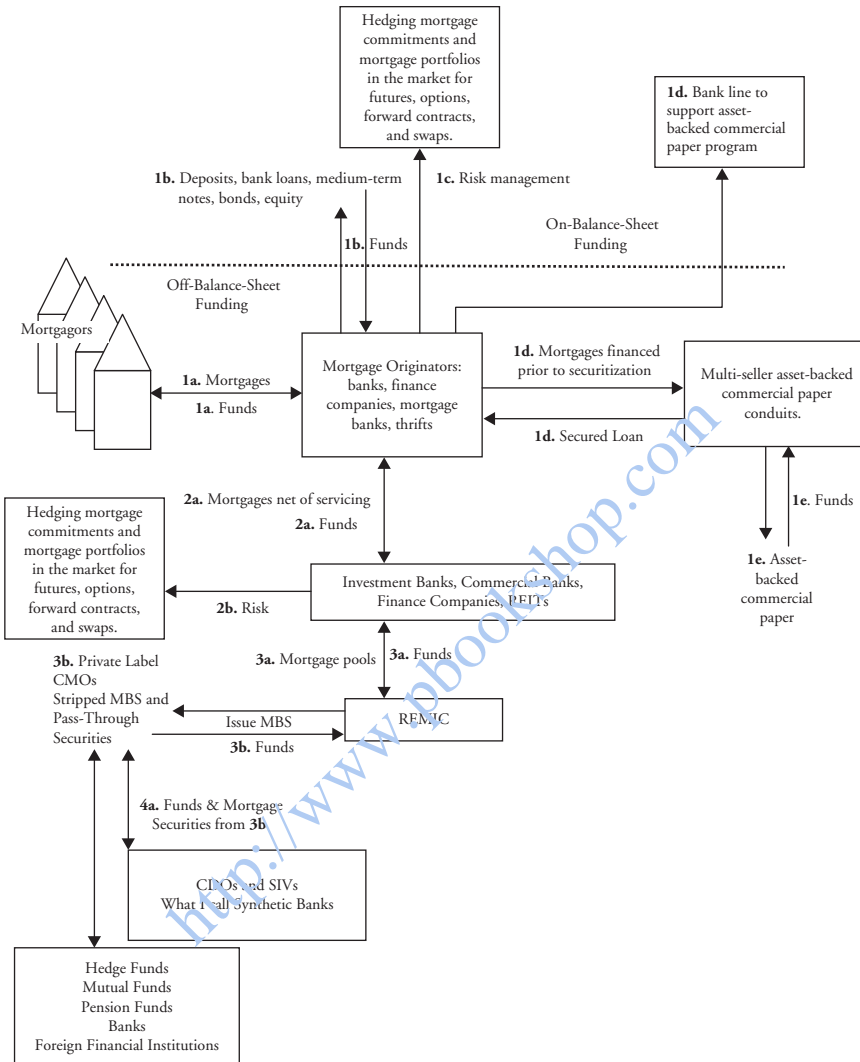 Hedging mortgage
commitments and
mortgage portfolios
in the market for
futures, options,
forward contracts,
and swaps.
1d. Bank line to
support asset-
backed commercial
paper program
1b. Deposits, bank loans, medium-term
notes, bonds, equity
1c. Risk management
1b. Funds
On-Balance-Sheet
Funding
Off-Balance-Sheet
Funding
Mortgagors
1a. Mortgages
1a. Funds
Mortgage Originators:
banks, finance
companies, mortgage
banks, thrifts
1d. Mortgages financed
prior to securitization
1d. Secured Loan
Multi-seller asset-backed
commercial paper
conduits.
1e. Funds
1e. Asset-
backed
commercial
paper
2a. Mortgages net of servicing
2a. Funds
Hedging mortgage
commitments and
mortgage portfolios
in the market for
futures, options,
forward contracts,
and swaps.
2b. Risk
Investment Banks, Commercial Banks,
Finance Companies, REITs
3a. Mortgage pools
3a. Funds
3b. Private Label
CMOs
Stripped MBS and
Pass-Through
Securities
Issue MBS
3b. Funds
REMIC
4a. Funds & Mortgage
Securities from 3b
CDOs and SIVs
What I call Synthetic Banks
Hedge Funds
Mutual Funds
Pension Funds
Banks
Foreign Financial Institutions
http://www.pbookshop.com